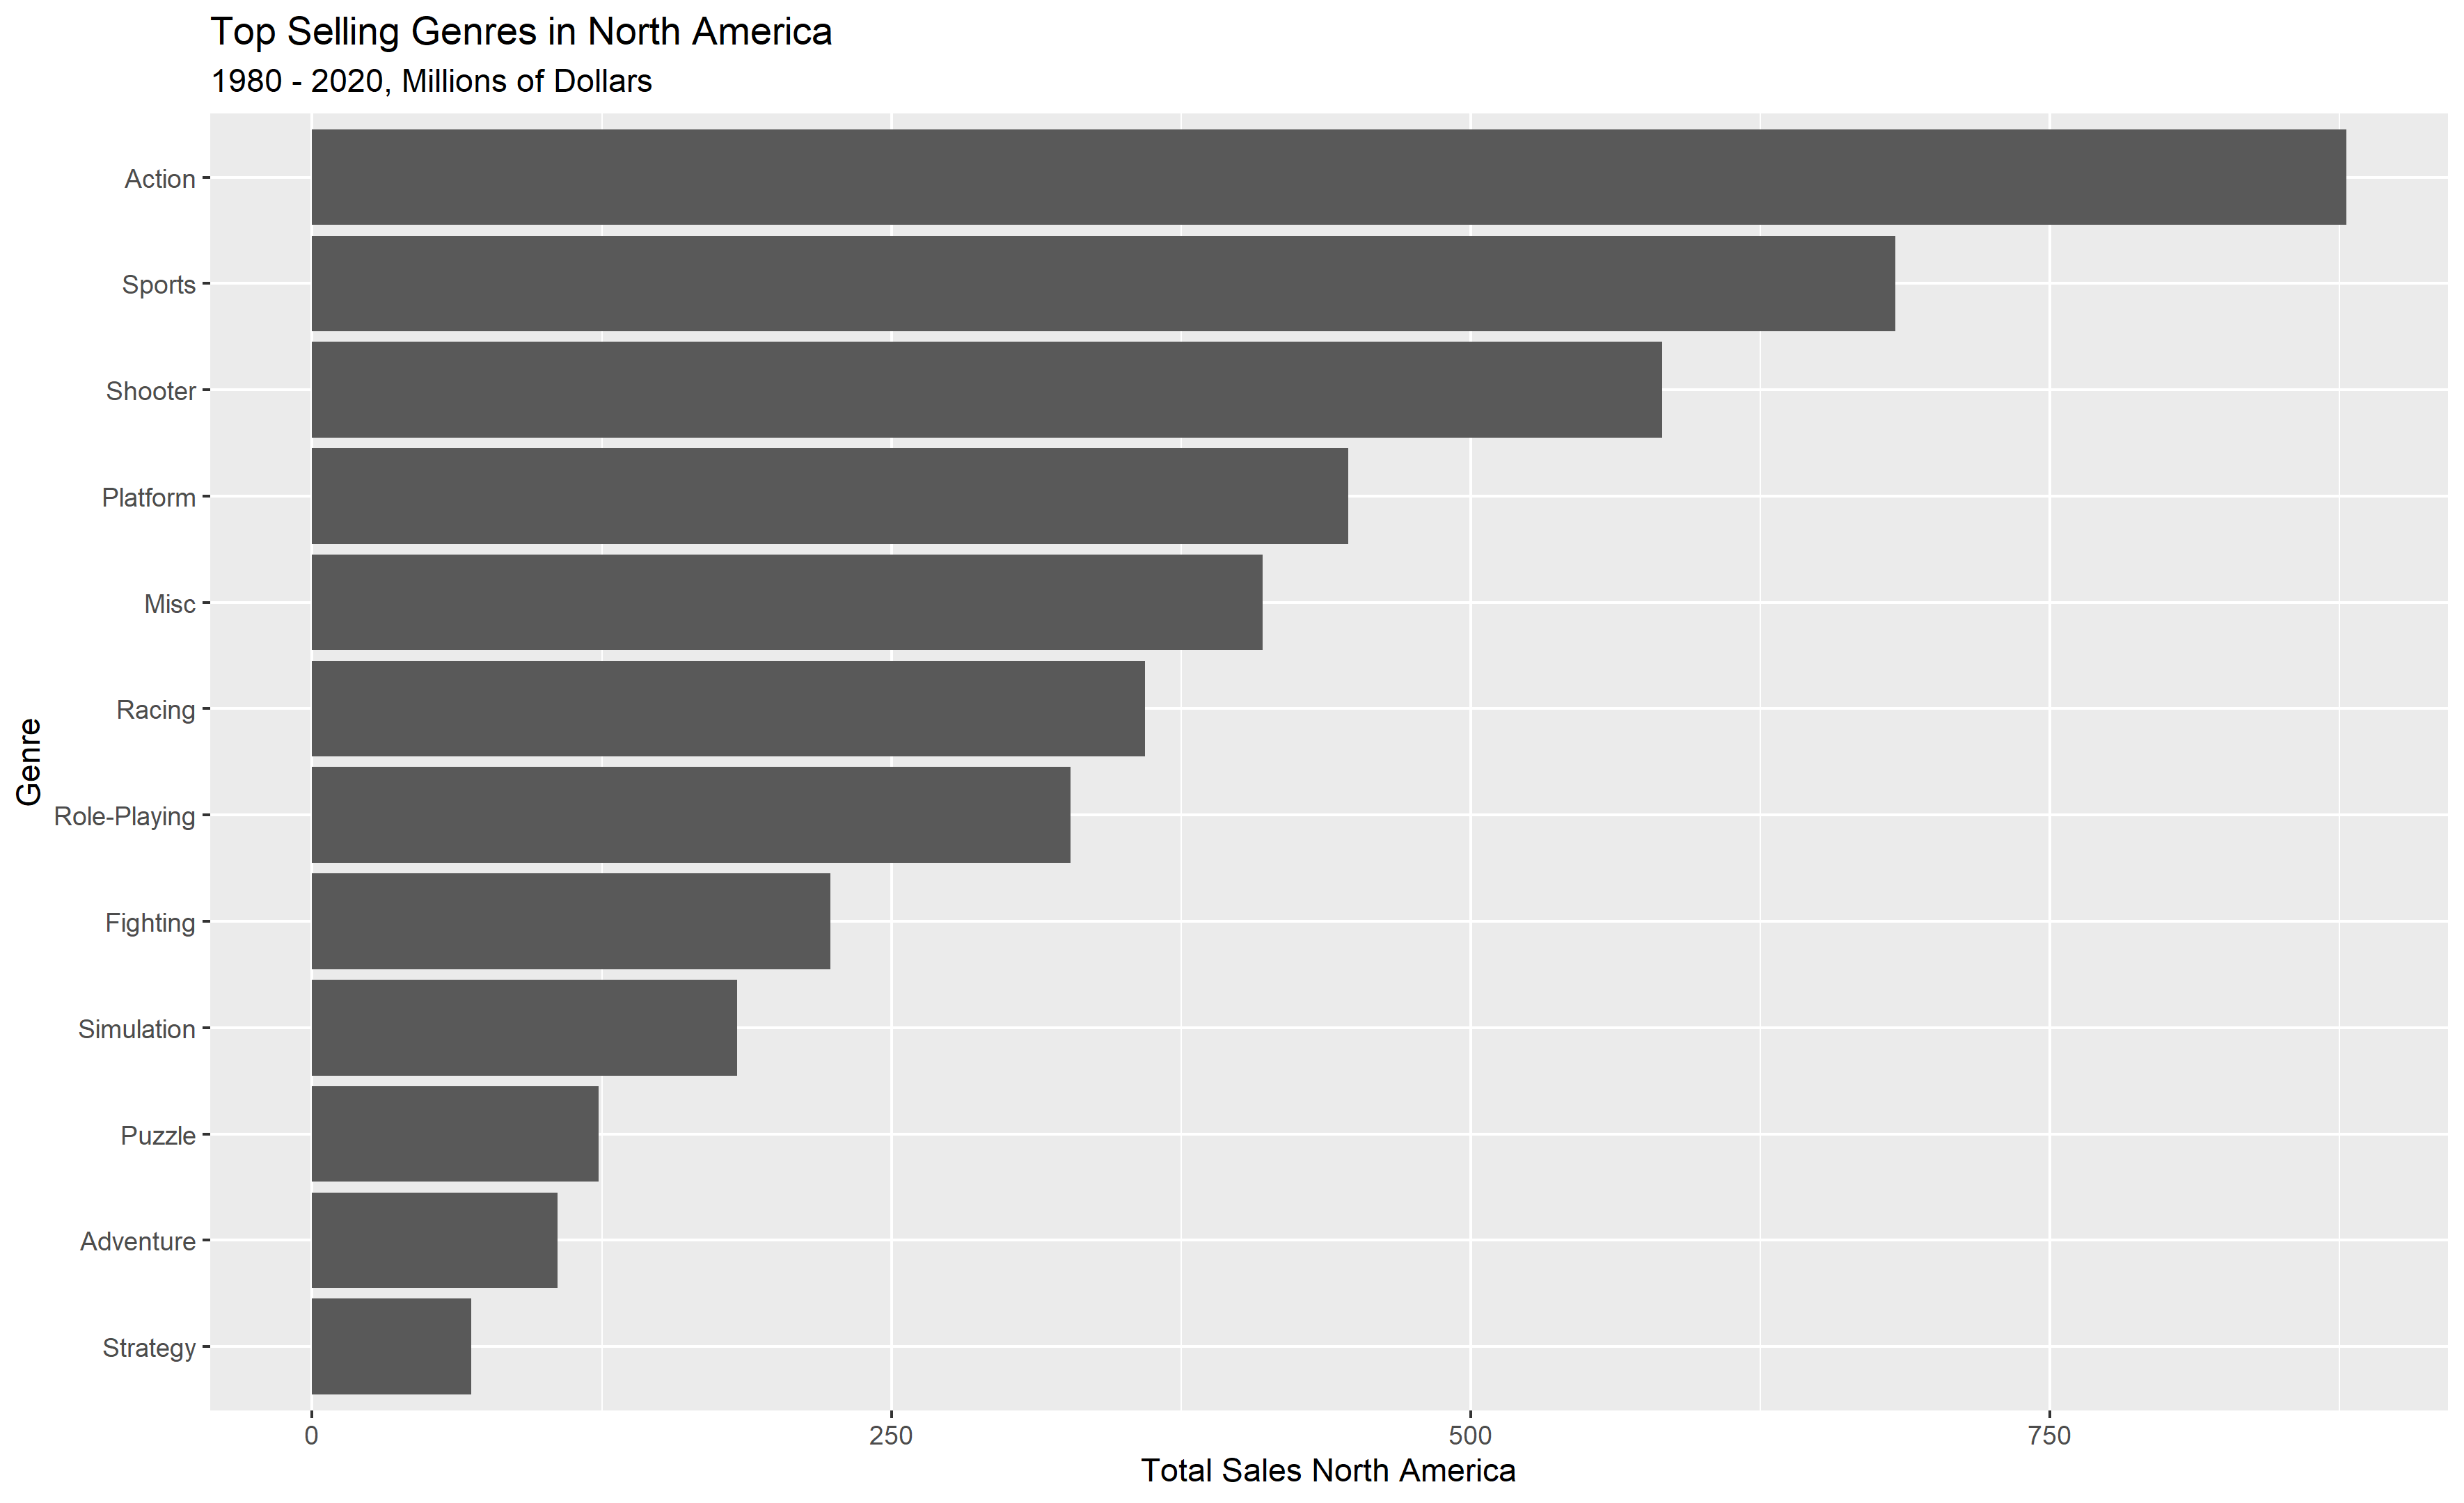 Top Selling Genres in North America
1980 - 2020, Millions of Dollars
Genre
Action
Sports
Shooter
Platform
Misc
Racing
Role-Playing
Fighting
Simulation
Puzzle
Adventure
Strategy
0 250 500 750
Total Sales North America